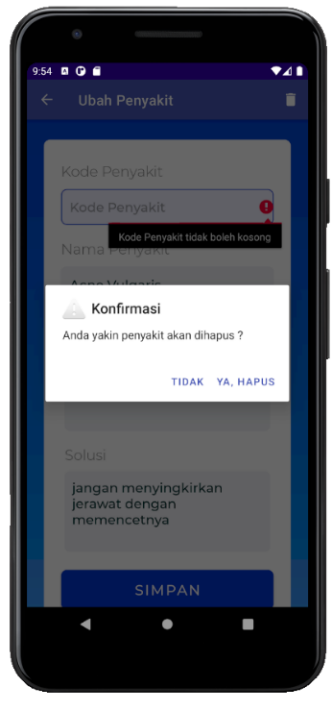 9:54
Ubah Penyakit
Kode Penyakit
Kode Penyakit
Kode Penyakit tidak boleh kosong
Nama Penyakit
Acne Vulgaris
Konfirmasi
Anda yakin penyakit akan dihapus ?
TIDAK YA, HAPUS
Solusi
jangan menyingkirkan
jerawat dengan
memencetnya
SIMPAN